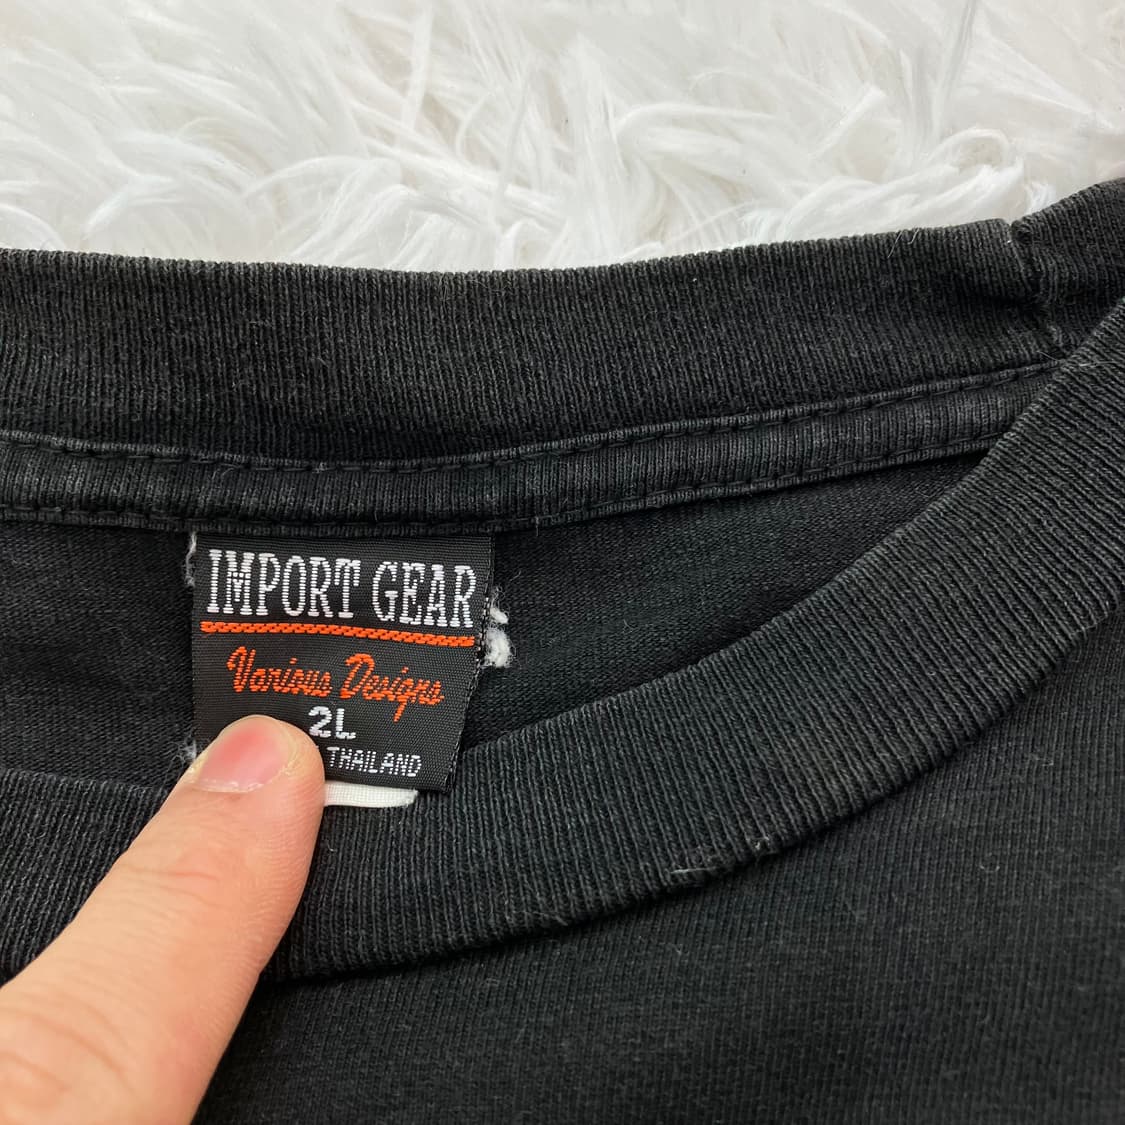 IMPORT GEAR
Various Designs
2L
THAILAND